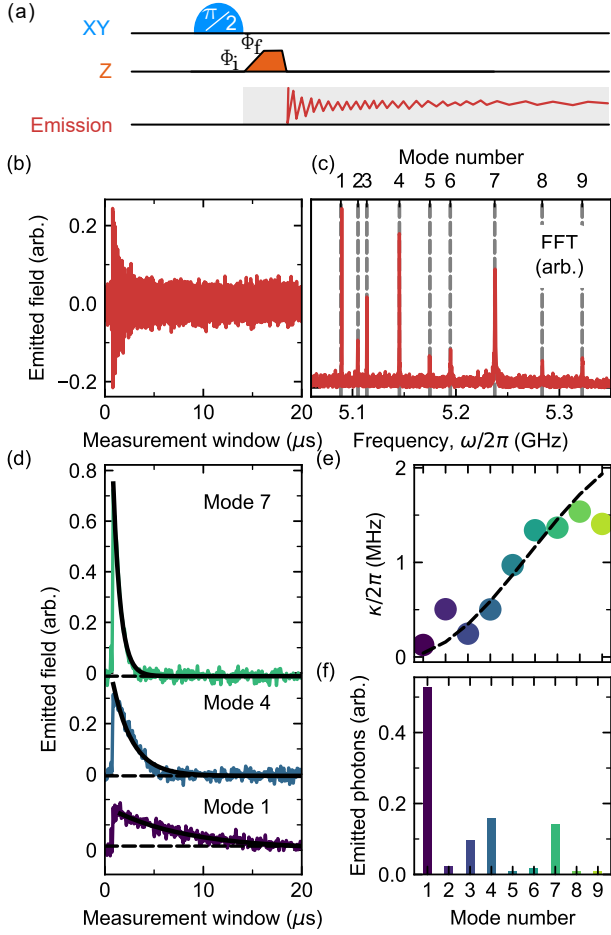 (a)
XY
π/2
Φi
Φf
Z
Emission
(b)
Emitted field (arb.)
0.2
0.0
−0.2
0
10
20
Measurement window (μs)
(c)
Mode number
1 2 3 4 5 6 7 8 9
FFT
(arb.)
5.1
5.2
5.3
Frequency, ω/2π (GHz)
(d)
Emitted field (arb.)
0.8
0.6
0.4
0.2
0
Mode 7
0.2
0
Mode 4
0
Mode 1
0
10
20
Measurement window (μs)
(e)
κ/2π (MHz)
2
1
0
(f)
Emitted photons (arb.)
0.4
0.2
0.0
1 2 3 4 5 6 7 8 9
Mode number